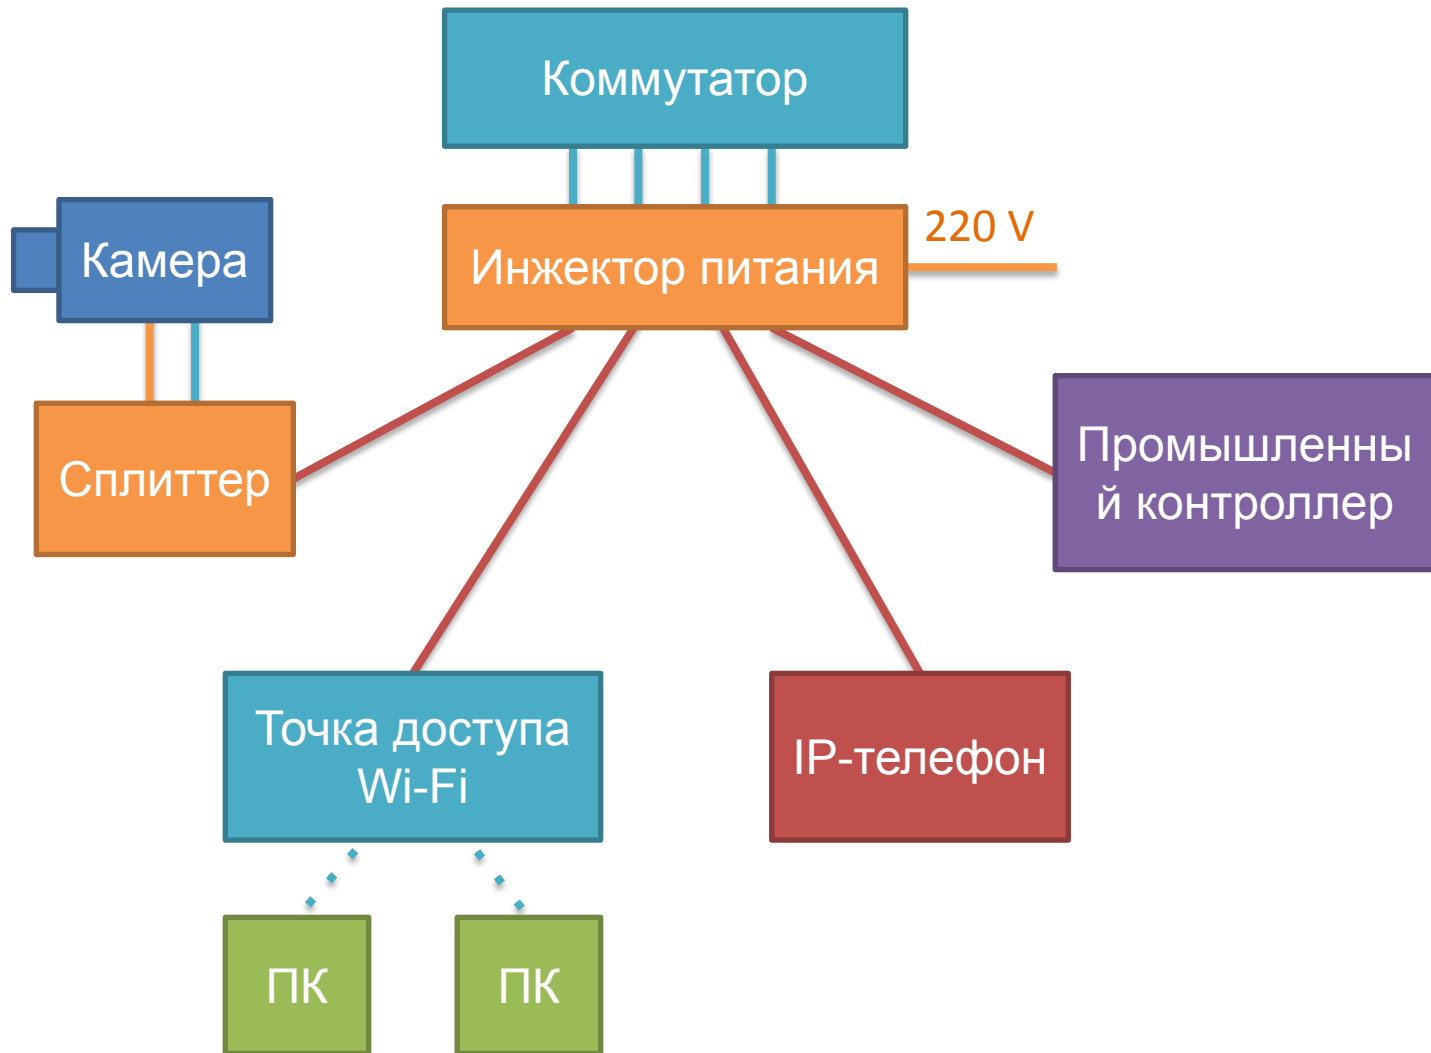 Коммутатор
220 V
Камера
Инжектор питания
Сплиттер
Промышленны
й контроллер
Точка доступа
Wi-Fi
IP-телефон
ПК
ПК